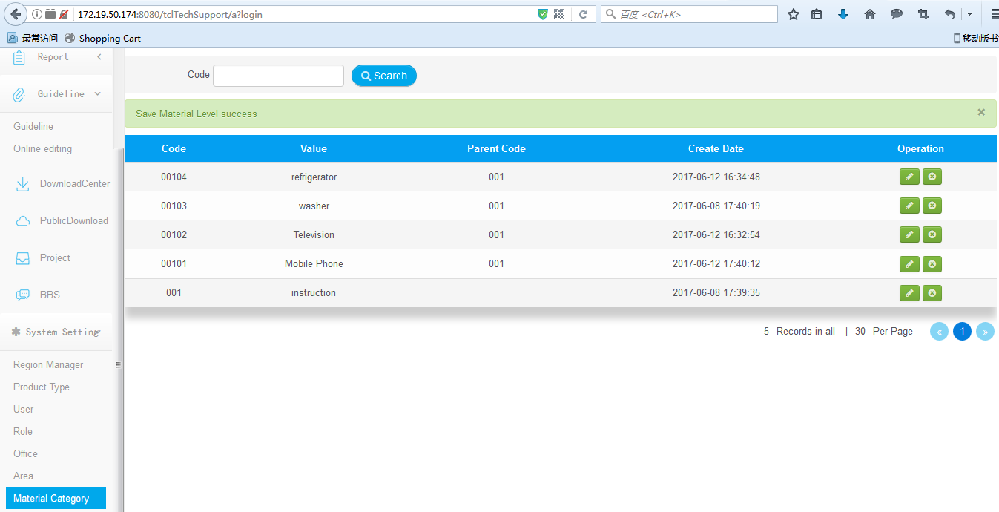 172.19.50.174:8080/tclTechSupport/a?login
百度 <Ctrl+K>
最常访问 Shopping Cart
移动版书
Report
Guideline
Guideline
Online editing
DownloadCenter
PublicDownload
Project
BBS
System Setting
Region Manager
Product Type
User
Role
Office
Area
Material Category
Code Search
Save Material Level success ×
Code Value Parent Code Create Date Operation
00104 refrigerator 001 2017-06-12 16:34:48
00103 washer 001 2017-06-08 17:40:19
00102 Television 001 2017-06-12 16:32:54
00101 Mobile Phone 001 2017-06-12 17:40:12
001 instruction 2017-06-08 17:39:35
5 Records in all | 30 Per Page « 1 »